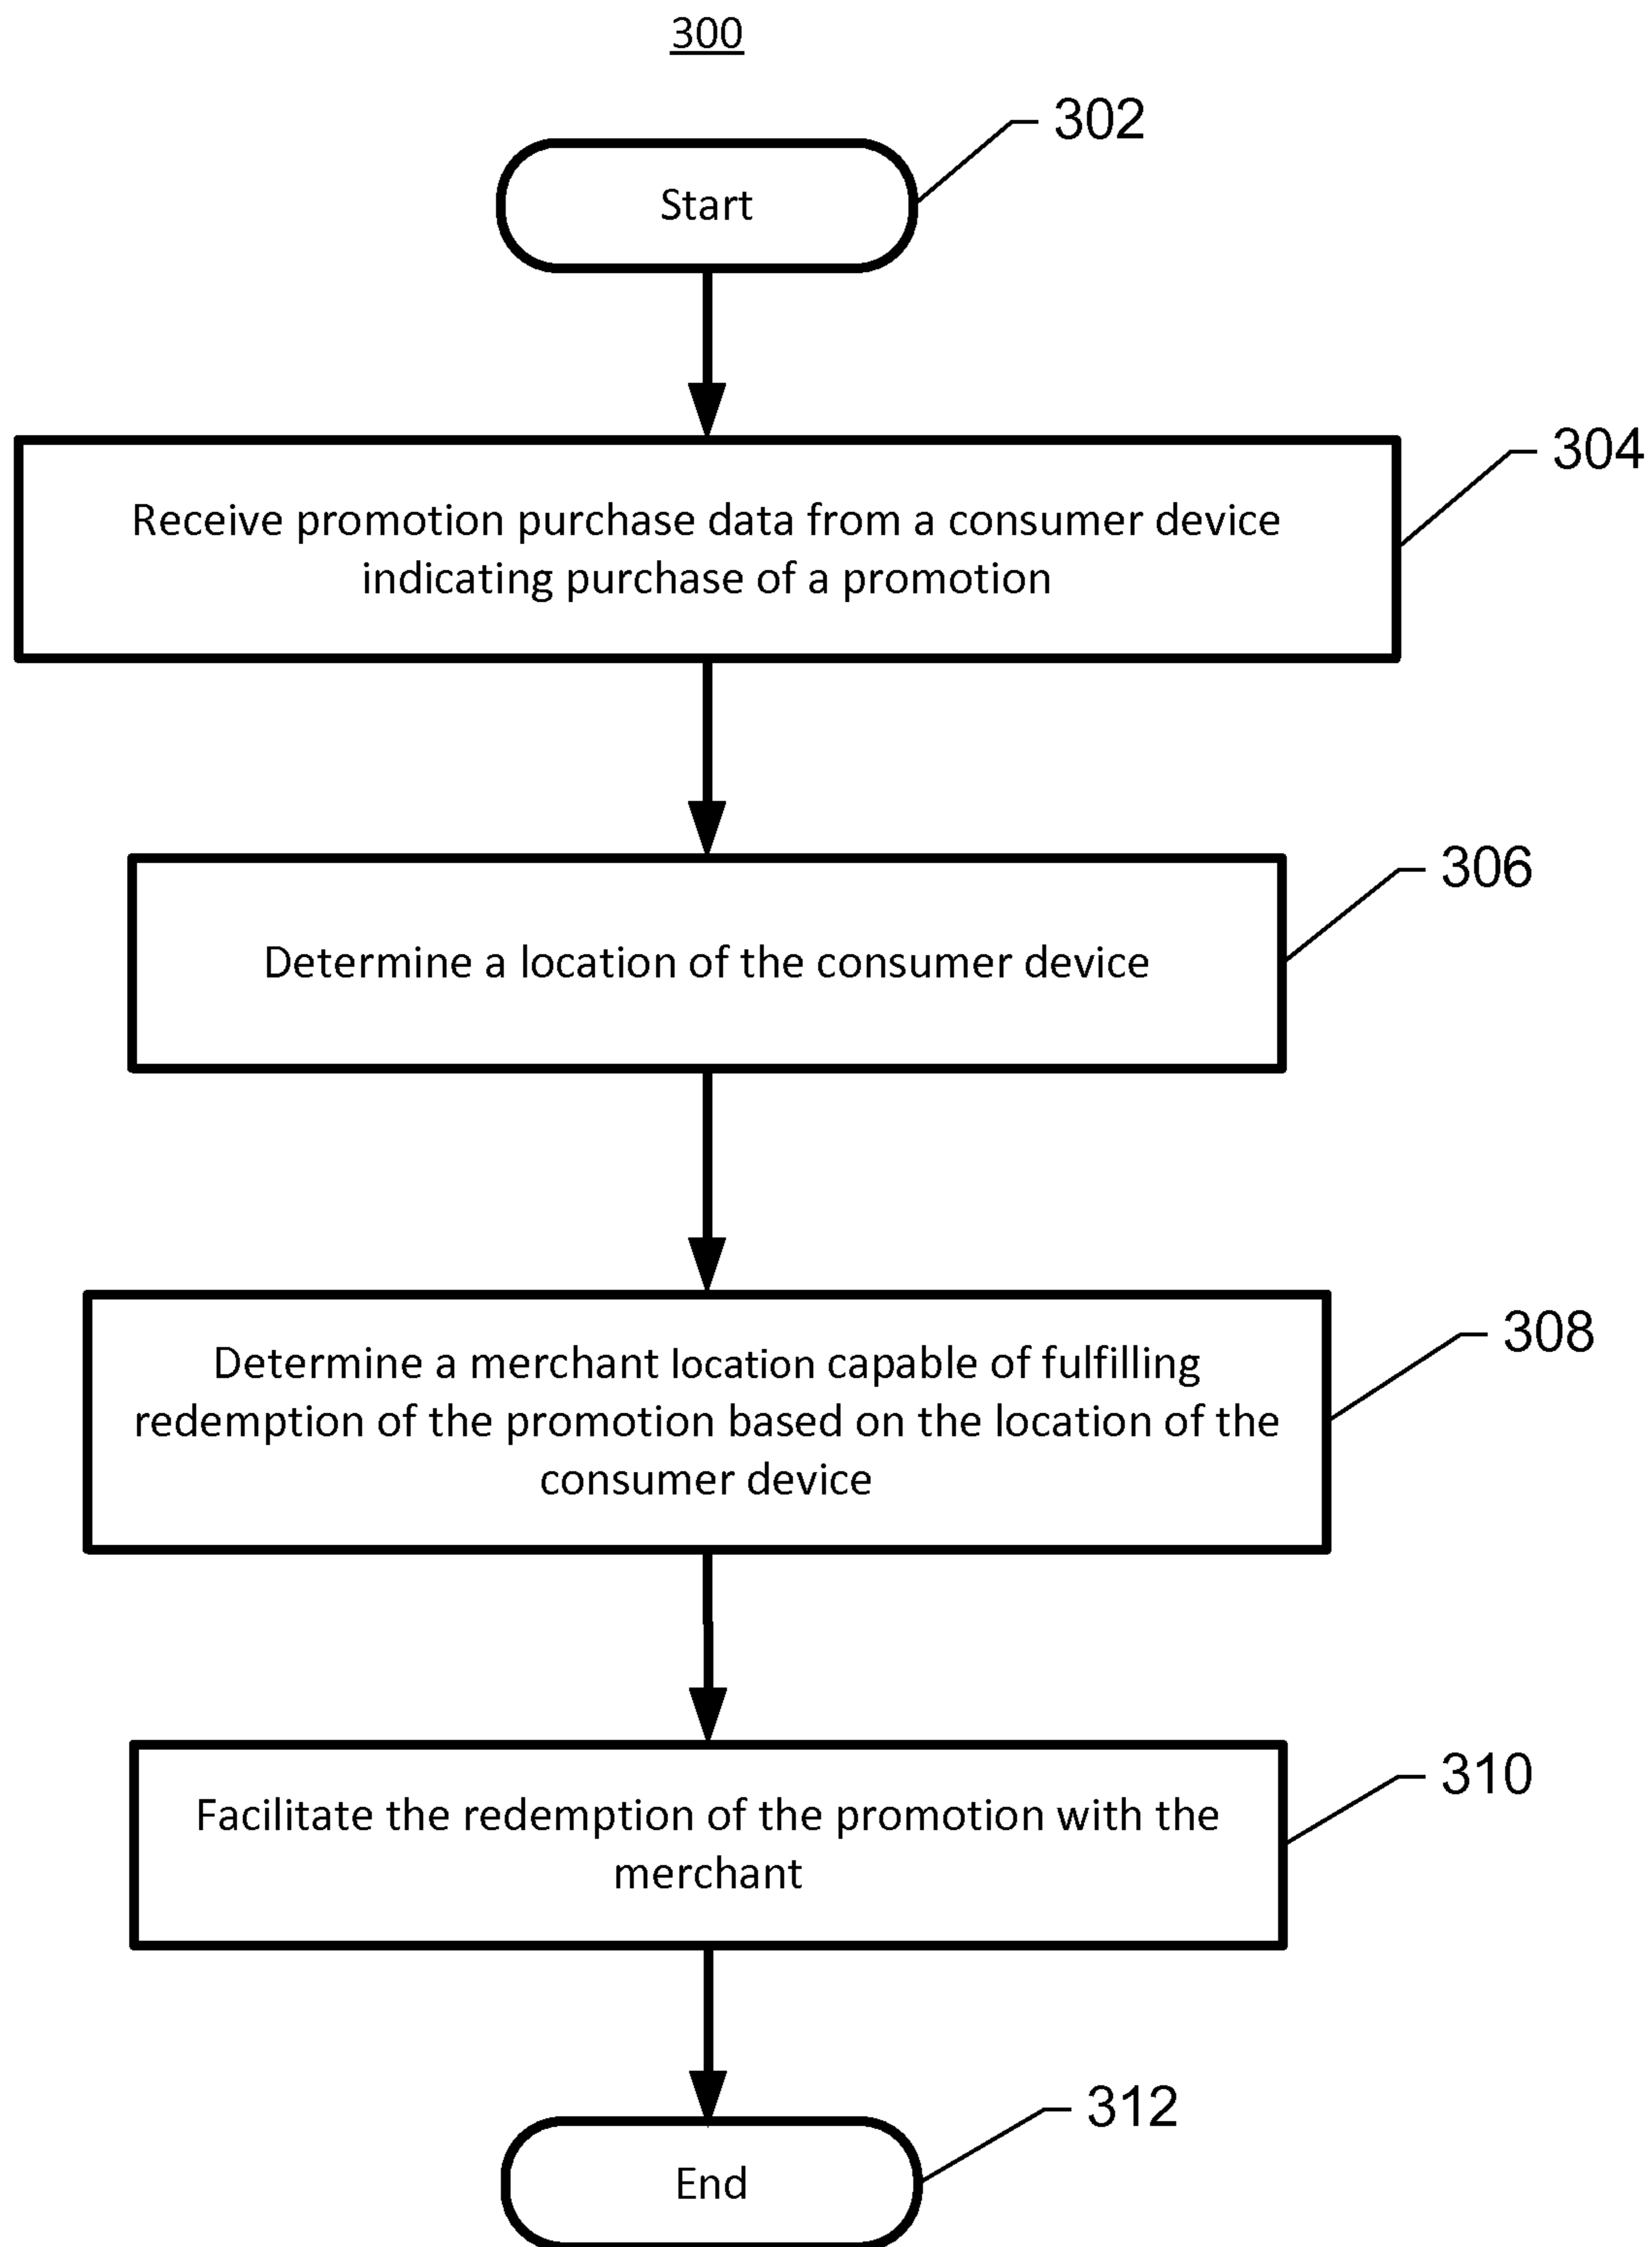 300
302
Start
304
Receive promotion purchase data from a consumer device
indicating purchase of a promotion
306
Determine a location of the consumer device
308
Determine a merchant location capable of fulfilling
redemption of the promotion based on the location of the
consumer device
310
Facilitate the redemption of the promotion with the
merchant
312
End